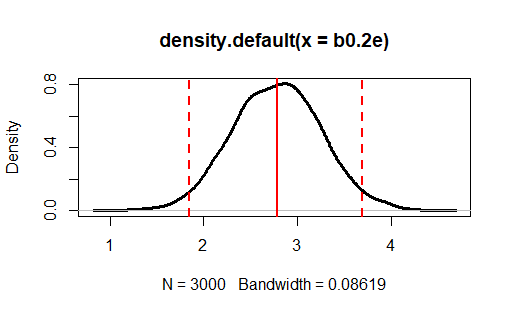 density.default(x = b0.2e)
Density
0.0
0.4
0.8
1
2
3
4
N = 3000   Bandwidth = 0.08619